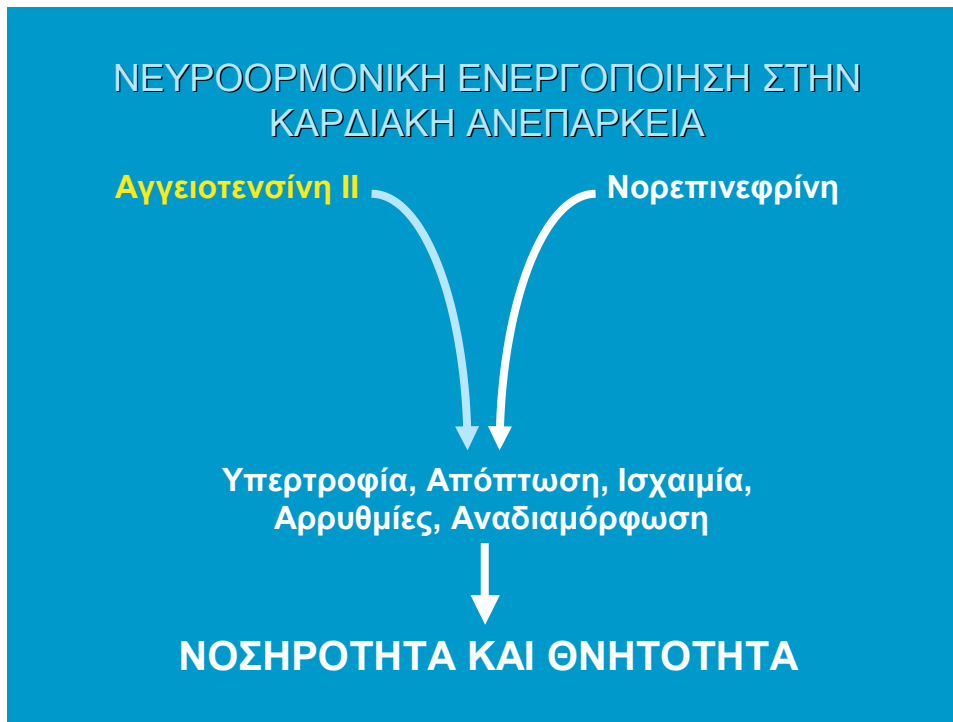 ΝΕΥΡΟΟΡΜΟΝΙΚΗ ΕΝΕΡΓΟΠΟΙΗΣΗ ΣΤΗΝ
ΚΑΡΔΙΑΚΗ ΑΝΕΠΑΡΚΕΙΑ
Αγγειοτενσίνη ΙΙ
Νορεπινεφρίνη
Υπερτροφία, Απόπτωση, Ισχαιμία,
Αρρυθμίες, Αναδιαμόρφωση
ΝΟΣΗΡΟΤΗΤΑ ΚΑΙ ΘΝΗΤΟΤΗΤΑ